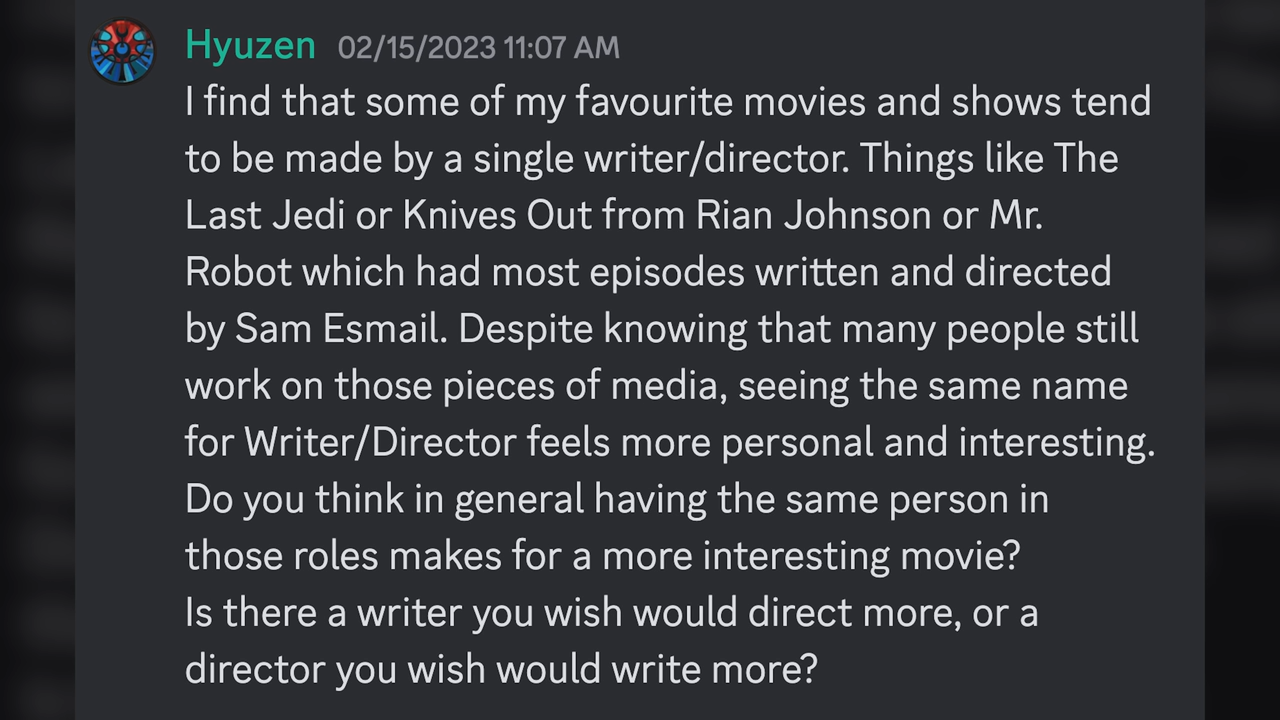 Hyuzen 02/15/2023 11:07 AM
I find that some of my favourite movies and shows tend
to be made by a single writer/director. Things like The
Last Jedi or Knives Out from Rian Johnson or Mr.
Robot which had most episodes written and directed
by Sam Esmail. Despite knowing that many people still
work on those pieces of media, seeing the same name
for Writer/Director feels more personal and interesting.
Do you think in general having the same person in
those roles makes for a more interesting movie?
Is there a writer you wish would direct more, or a
director you wish would write more?